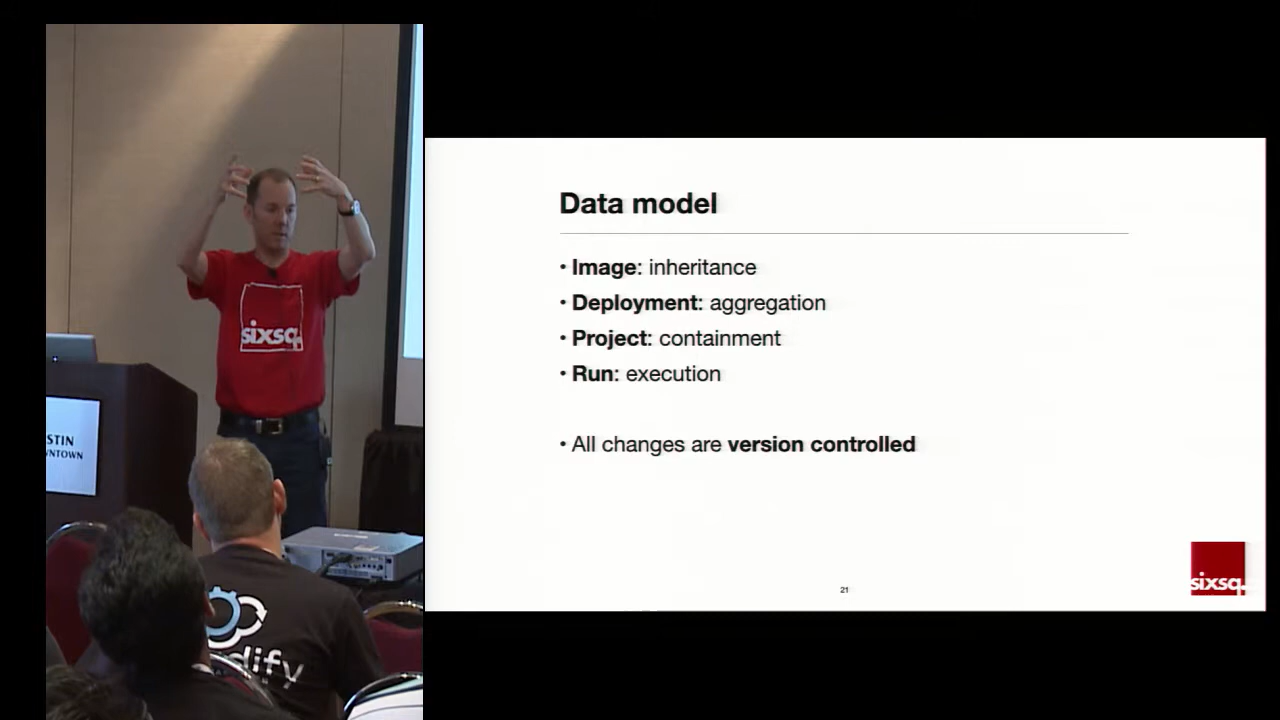 sixsq
STIN
NTOWN
dify
Data model
• Image: inheritance
• Deployment: aggregation
• Project: containment
• Run: execution
• All changes are version controlled
21
sixsq